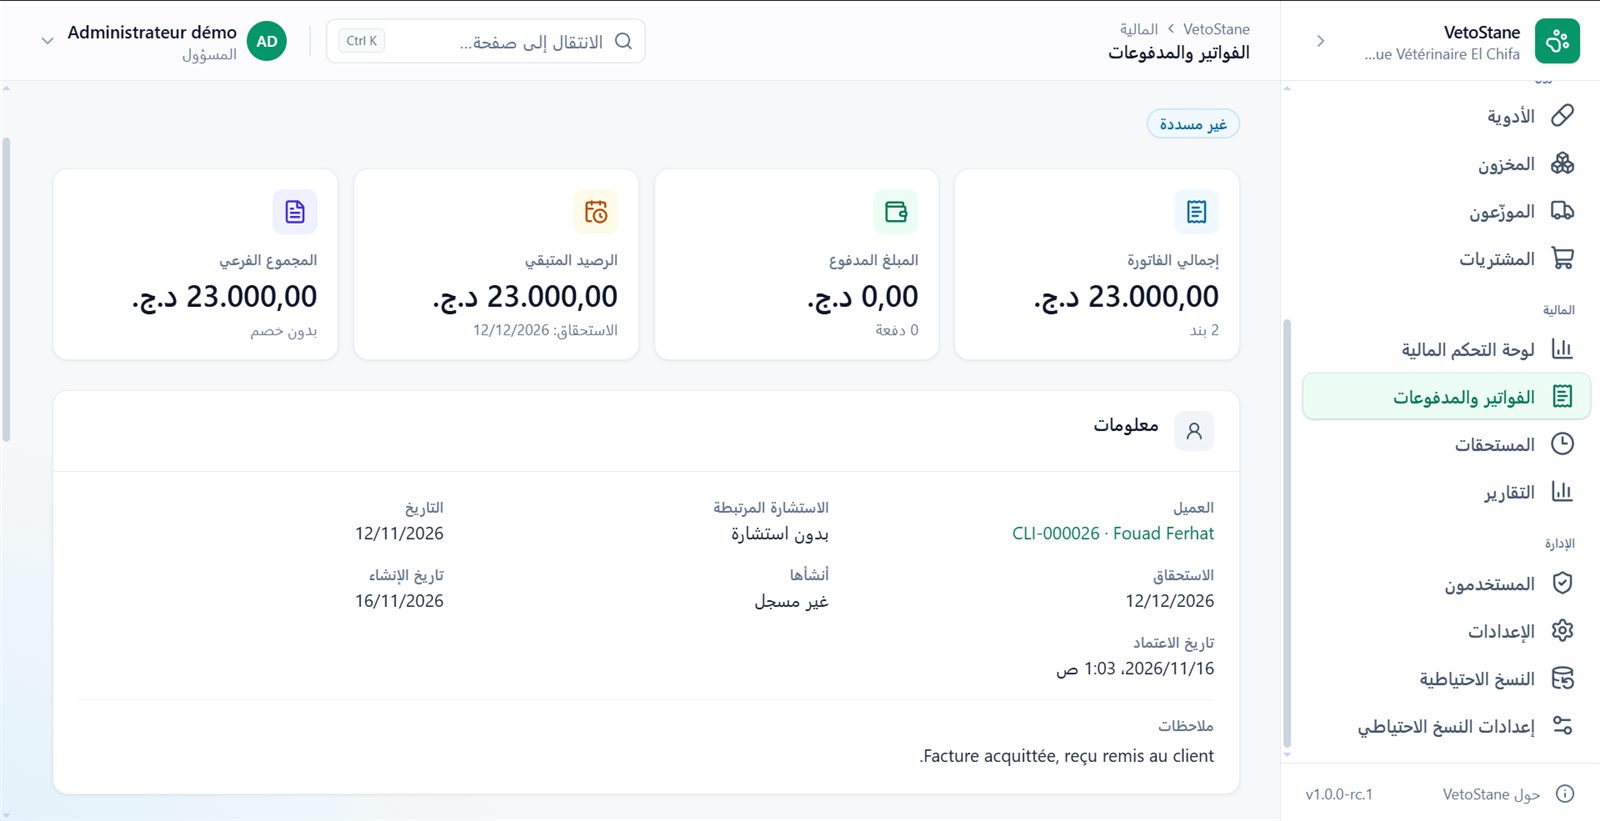 VetoStane
...ue Vétérinaire El Chifa
الأدوية
المخزون
الموزّعون
المشتريات
المالية
لوحة التحكم المالية
الفواتير والمدفوعات
المستحقات
التقارير
الإدارة
المستخدمون
الإعدادات
النسخ الاحتياطية
إعدادات النسخ الاحتياطي
حول VetoStane
v1.0.0-rc.1
VetoStane > المالية
الفواتير والمدفوعات
الانتقال إلى صفحة...
Ctrl K
AD
Administrateur démo
المسؤول
غير مسددة
إجمالي الفاتورة
23.000,00 د.ج.
2 بند
المبلغ المدفوع
0,00 د.ج.
0 دفعة
الرصيد المتبقي
23.000,00 د.ج.
الاستحقاق: 12/12/2026
المجموع الفرعي
23.000,00 د.ج.
بدون خصم
معلومات
العميل
CLI-000026 · Fouad Ferhat
الاستشارة المرتبطة
بدون استشارة
التاريخ
12/11/2026
الاستحقاق
12/12/2026
أنشأها
غير مسجل
تاريخ الإنشاء
16/11/2026
تاريخ الاعتماد
2026/11/16، 1:03 ص
ملاحظات
Facture acquittée, reçu remis au client.